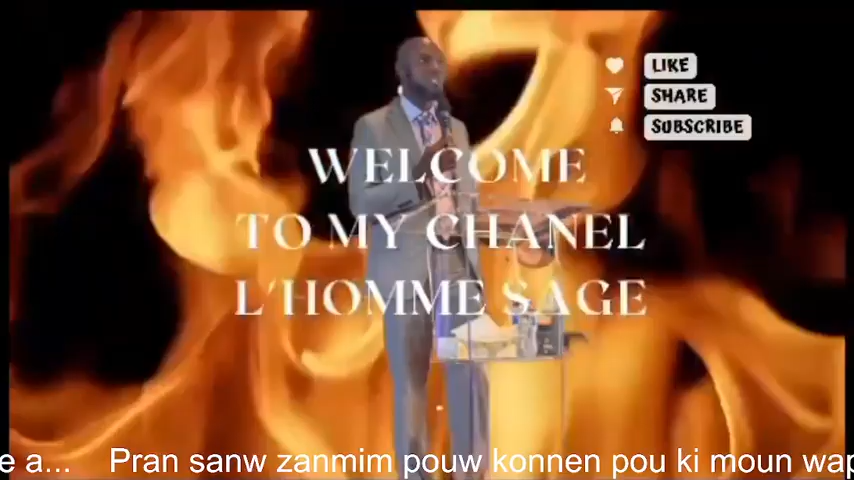 LIKE
SHARE
SUBSCRIBE
WELCOME
TO MY CHANEL
L'HOMME SAGE
e a... Pran sanw zanmim pouw konnen pou ki moun wap